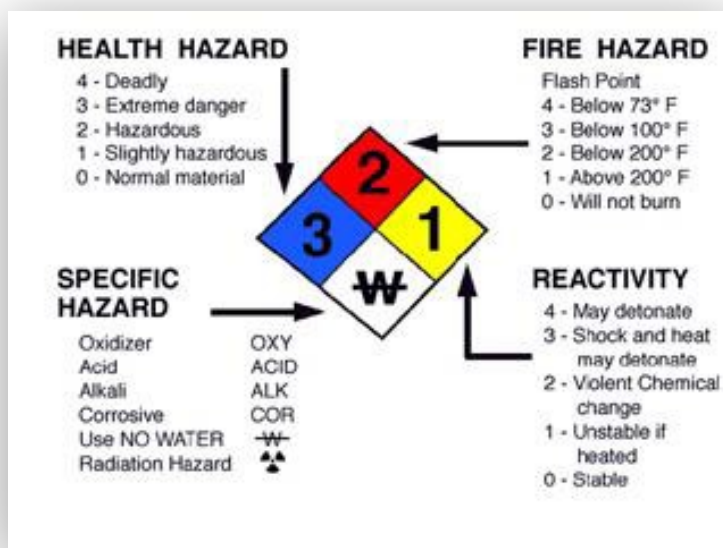 HEALTH HAZARD
4 - Deadly
3 - Extreme danger
2 - Hazardous
1 - Slightly hazardous
0 - Normal material
FIRE HAZARD
Flash Point
4 - Below 73° F
3 - Below 100° F
2 - Below 200° F
1 - Above 200° F
0 - Will not burn
2
3
1
W
SPECIFIC
HAZARD
Oxidizer OXY
Acid ACID
Alkali ALK
Corrosive COR
Use NO WATER W
Radiation Hazard
REACTIVITY
4 - May detonate
3 - Shock and heat
may detonate
2 - Violent Chemical
change
1 - Unstable if
heated
0 - Stable